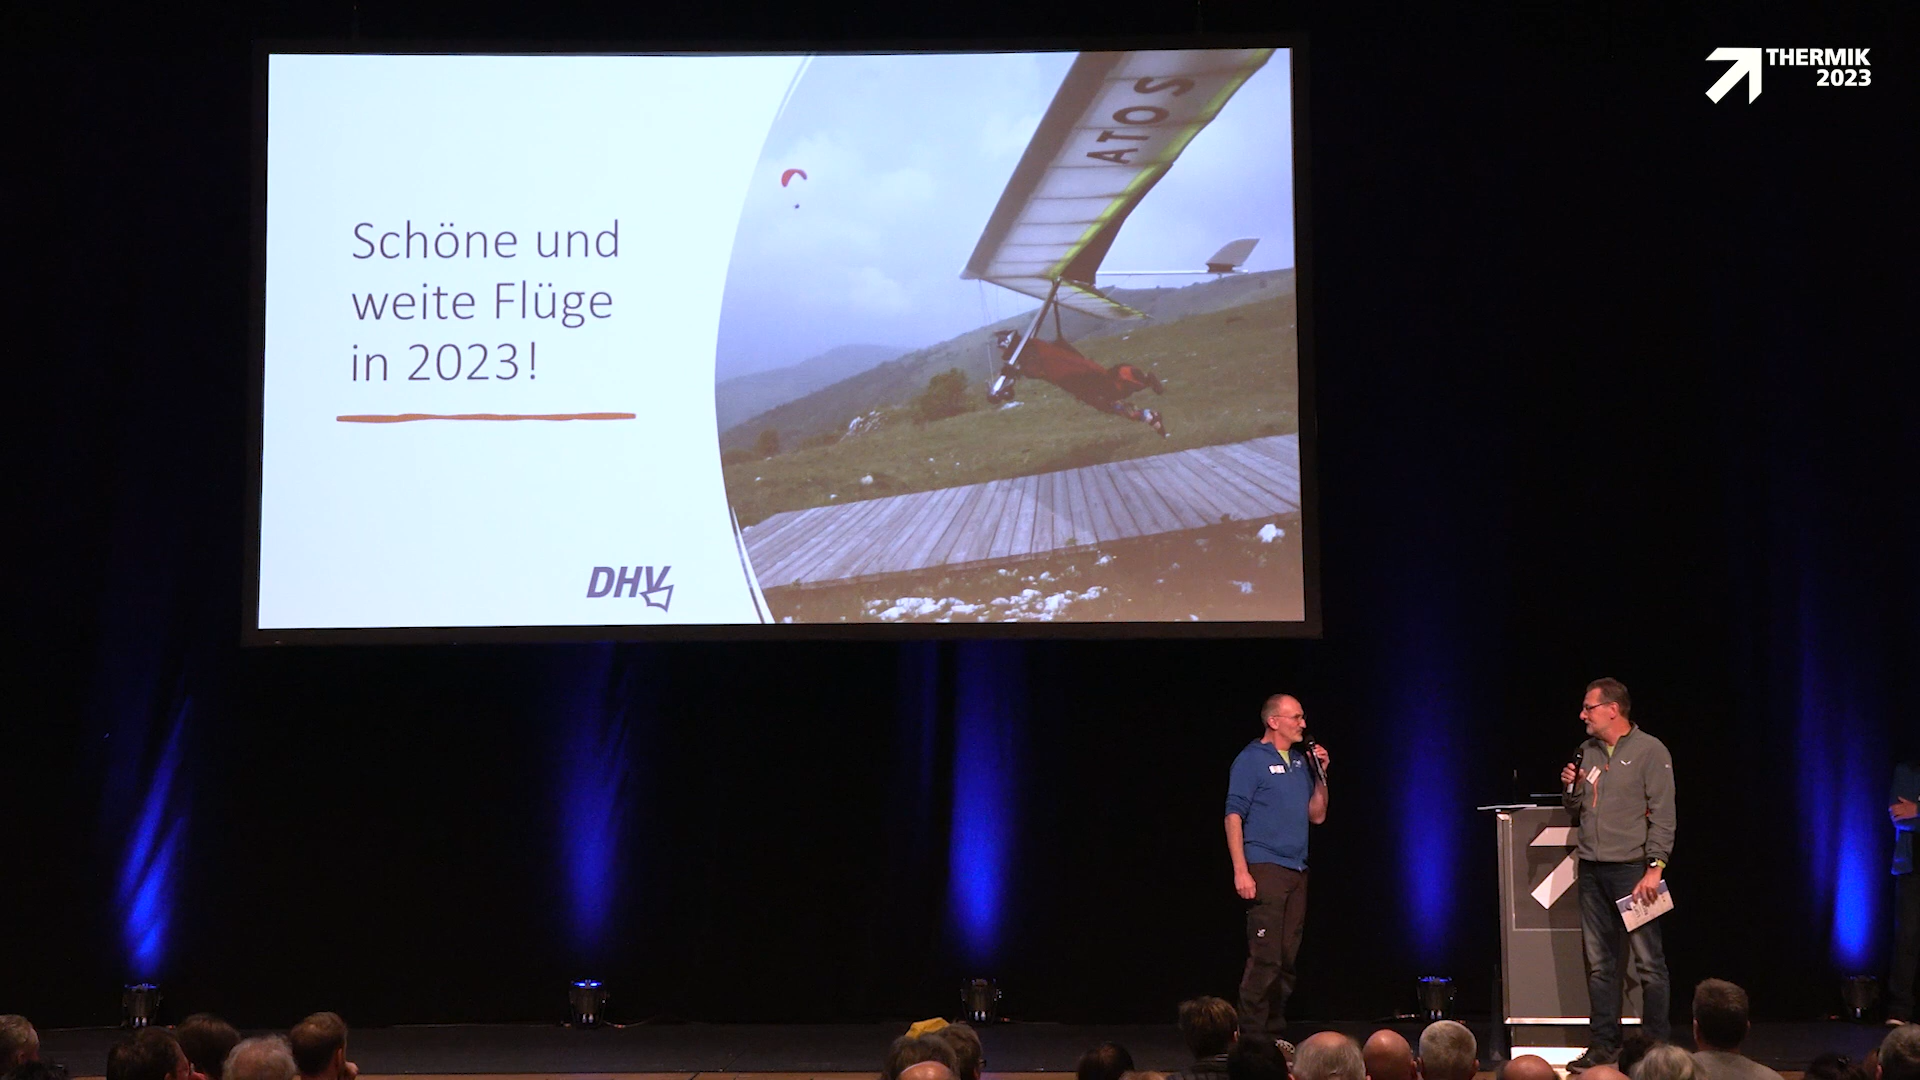 THERMIK
2023
ATOS
Schöne und
weite Flüge
in 2023!
DHV